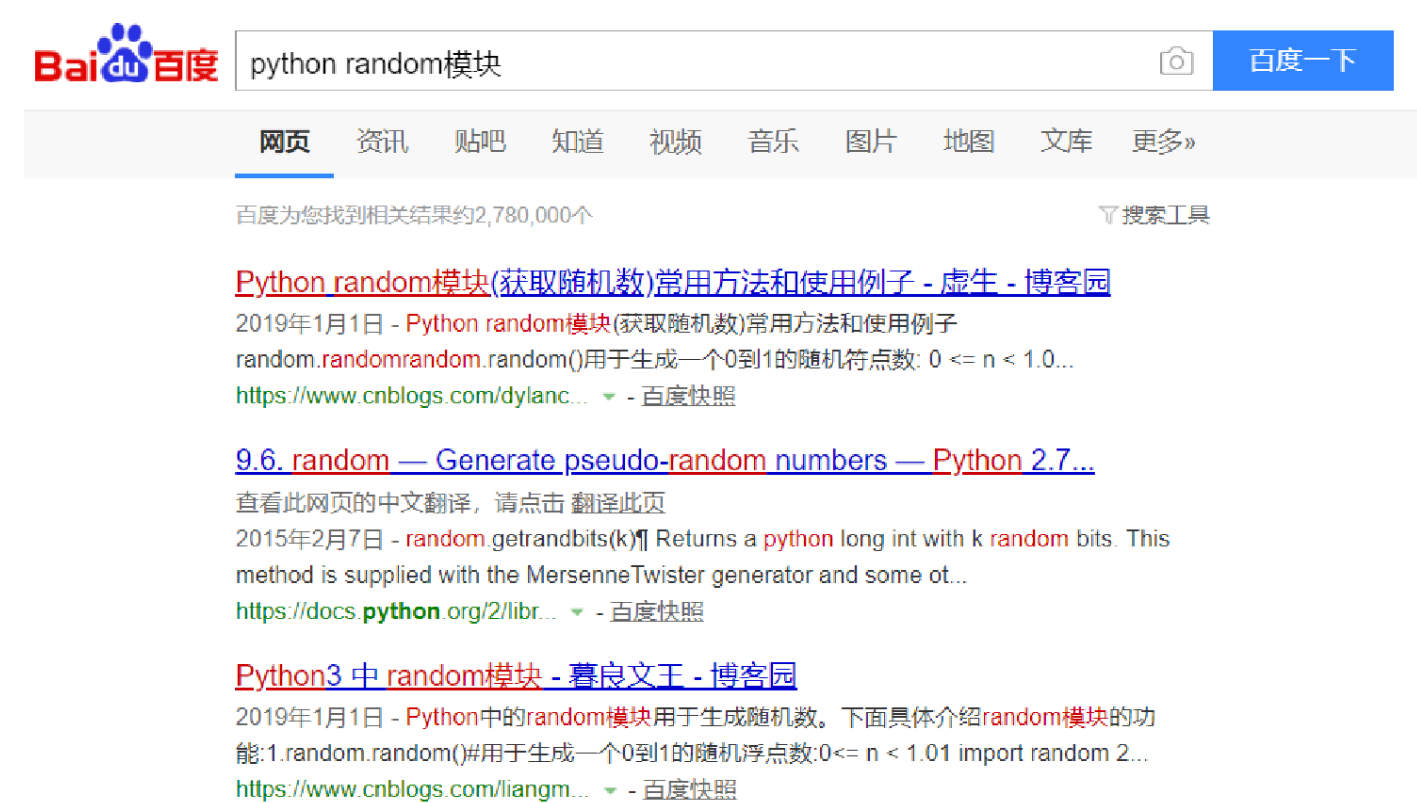 Bai du 百度 python random模块 百度一下
网页 资讯 贴吧 知道 视频 音乐 图片 地图 文库 更多»
百度为您找到相关结果约2,780,000个 搜索工具
Python random模块(获取随机数)常用方法和使用例子 - 虚生 - 博客园
2019年1月1日 - Python random模块(获取随机数)常用方法和使用例子
random.randomrandom.random()用于生成一个0到1的随机符点数: 0 <= n < 1.0...
https://www.cnblogs.com/dylanc... - 百度快照
9.6. random — Generate pseudo-random numbers — Python 2.7...
查看此网页的中文翻译，请点击 翻译此页
2015年2月7日 - random.getrandbits(k)¶ Returns a python long int with k random bits. This
method is supplied with the MersenneTwister generator and some ot...
https://docs.python.org/2/libr... - 百度快照
Python3 中 random模块 - 暮良文王 - 博客园
2019年1月1日 - Python中的random模块用于生成随机数。下面具体介绍random模块的功
能:1.random.random()#用于生成一个0到1的随机浮点数:0<= n < 1.01 import random 2...
https://www.cnblogs.com/liangm... - 百度快照